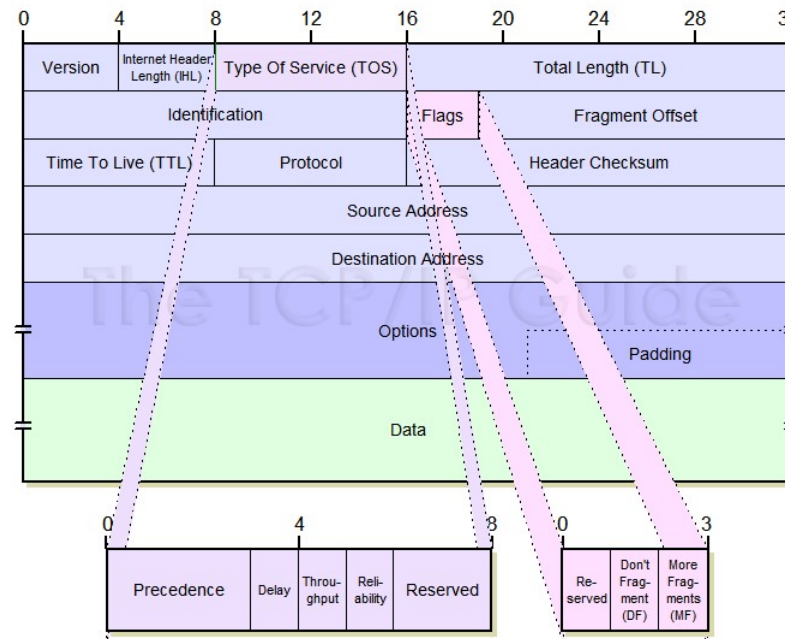 0 4 8 12 16 20 24 28 3
Version Internet Header Length (IHL) Type Of Service (TOS) Total Length (TL)
Identification Flags Fragment Offset
Time To Live (TTL) Protocol Header Checksum
Source Address
Destination Address
The TCP/IP Guide
Options
Padding
Data
0 4 8 0 3
Precedence Delay Throu-
ghput Reli-
ability Reserved Re-
served Don't
Frag-
ment
(DF) More
Frag-
ments
(MF)